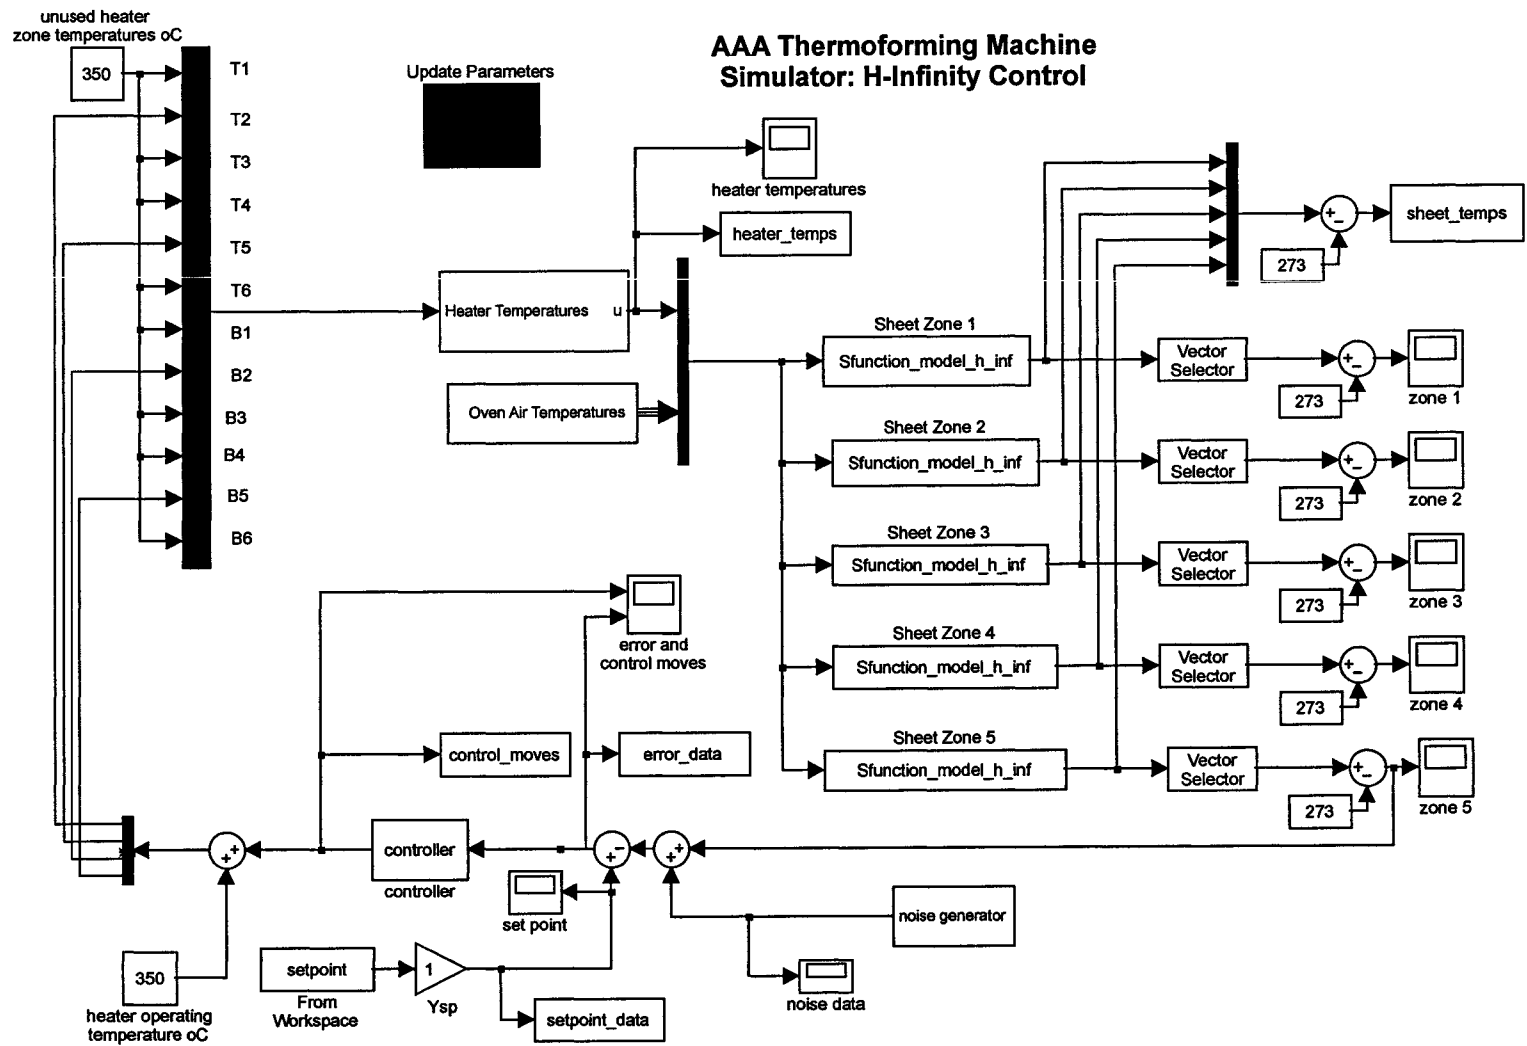 unused heater
zone temperatures oC
350
T1
T2
T3
T4
T5
T6
B1
B2
B3
B4
B5
B6
Update Parameters
AAA Thermoforming Machine
Simulator: H-Infinity Control
heater temperatures
heater_temps
Heater Temperatures u
Oven Air Temperatures
+
−
273
sheet_temps
Sheet Zone 1
Sfunction_model_h_inf
Vector
Selector
+
−
273
zone 1
Sheet Zone 2
Sfunction_model_h_inf
Vector
Selector
+
−
273
zone 2
Sheet Zone 3
Sfunction_model_h_inf
Vector
Selector
+
−
273
zone 3
Sheet Zone 4
Sfunction_model_h_inf
Vector
Selector
+
−
273
zone 4
Sheet Zone 5
Sfunction_model_h_inf
Vector
Selector
+
−
273
zone 5
error and
control moves
control_moves
error_data
+
+
controller
controller
−
+
+
+
set point
noise generator
noise data
350
heater operating
temperature oC
setpoint
From
Workspace
1
Ysp
setpoint_data